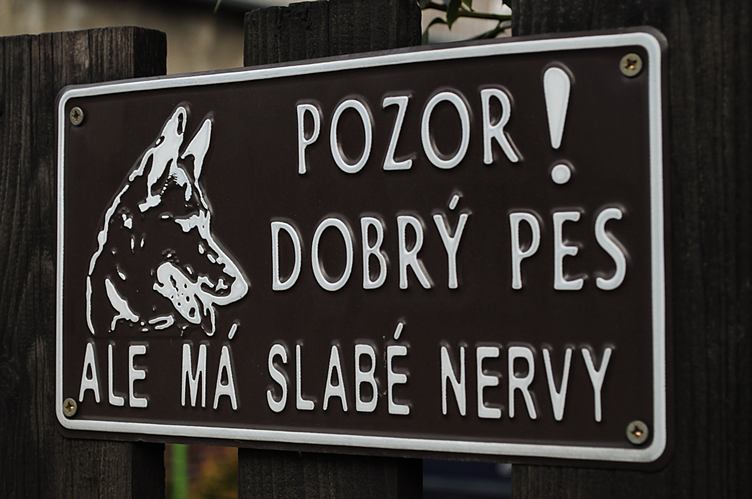 POZOR!
DOBRÝ PES
ALE MÁ SLABÉ NERVY